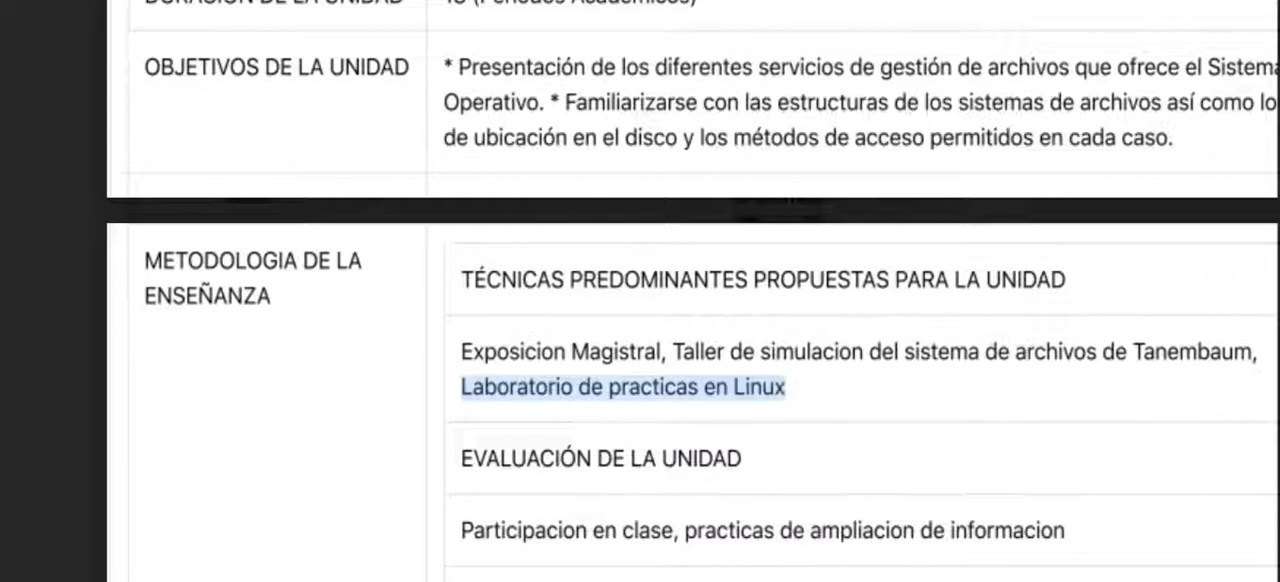 OBJETIVOS DE LA UNIDAD
* Presentación de los diferentes servicios de gestión de archivos que ofrece el Sistema
Operativo. * Familiarizarse con las estructuras de los sistemas de archivos así como lo
de ubicación en el disco y los métodos de acceso permitidos en cada caso.
METODOLOGIA DE LA
ENSEÑANZA
TÉCNICAS PREDOMINANTES PROPUESTAS PARA LA UNIDAD
Exposicion Magistral, Taller de simulacion del sistema de archivos de Tanembaum,
Laboratorio de practicas en Linux
EVALUACIÓN DE LA UNIDAD
Participacion en clase, practicas de ampliacion de informacion